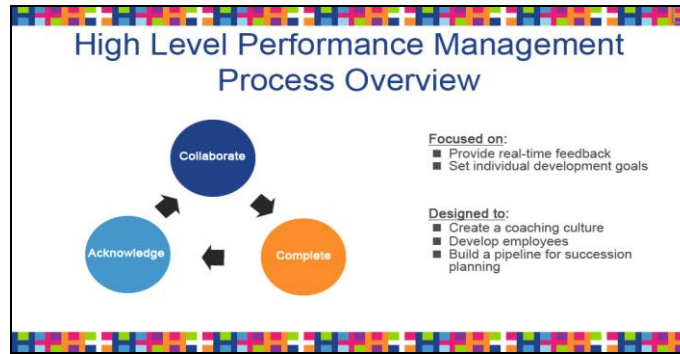 High Level Performance Management
Process Overview
Collaborate
Acknowledge
Complete
Focused on:
Provide real-time feedback
Set individual development goals
Designed to:
Create a coaching culture
Develop employees
Build a pipeline for succession
planning